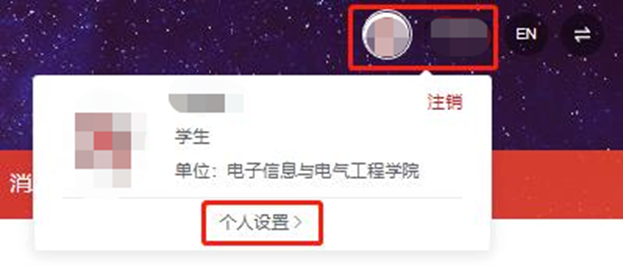 EN
注销
学生
单位：电子信息与电气工程学院
消
个人设置 >